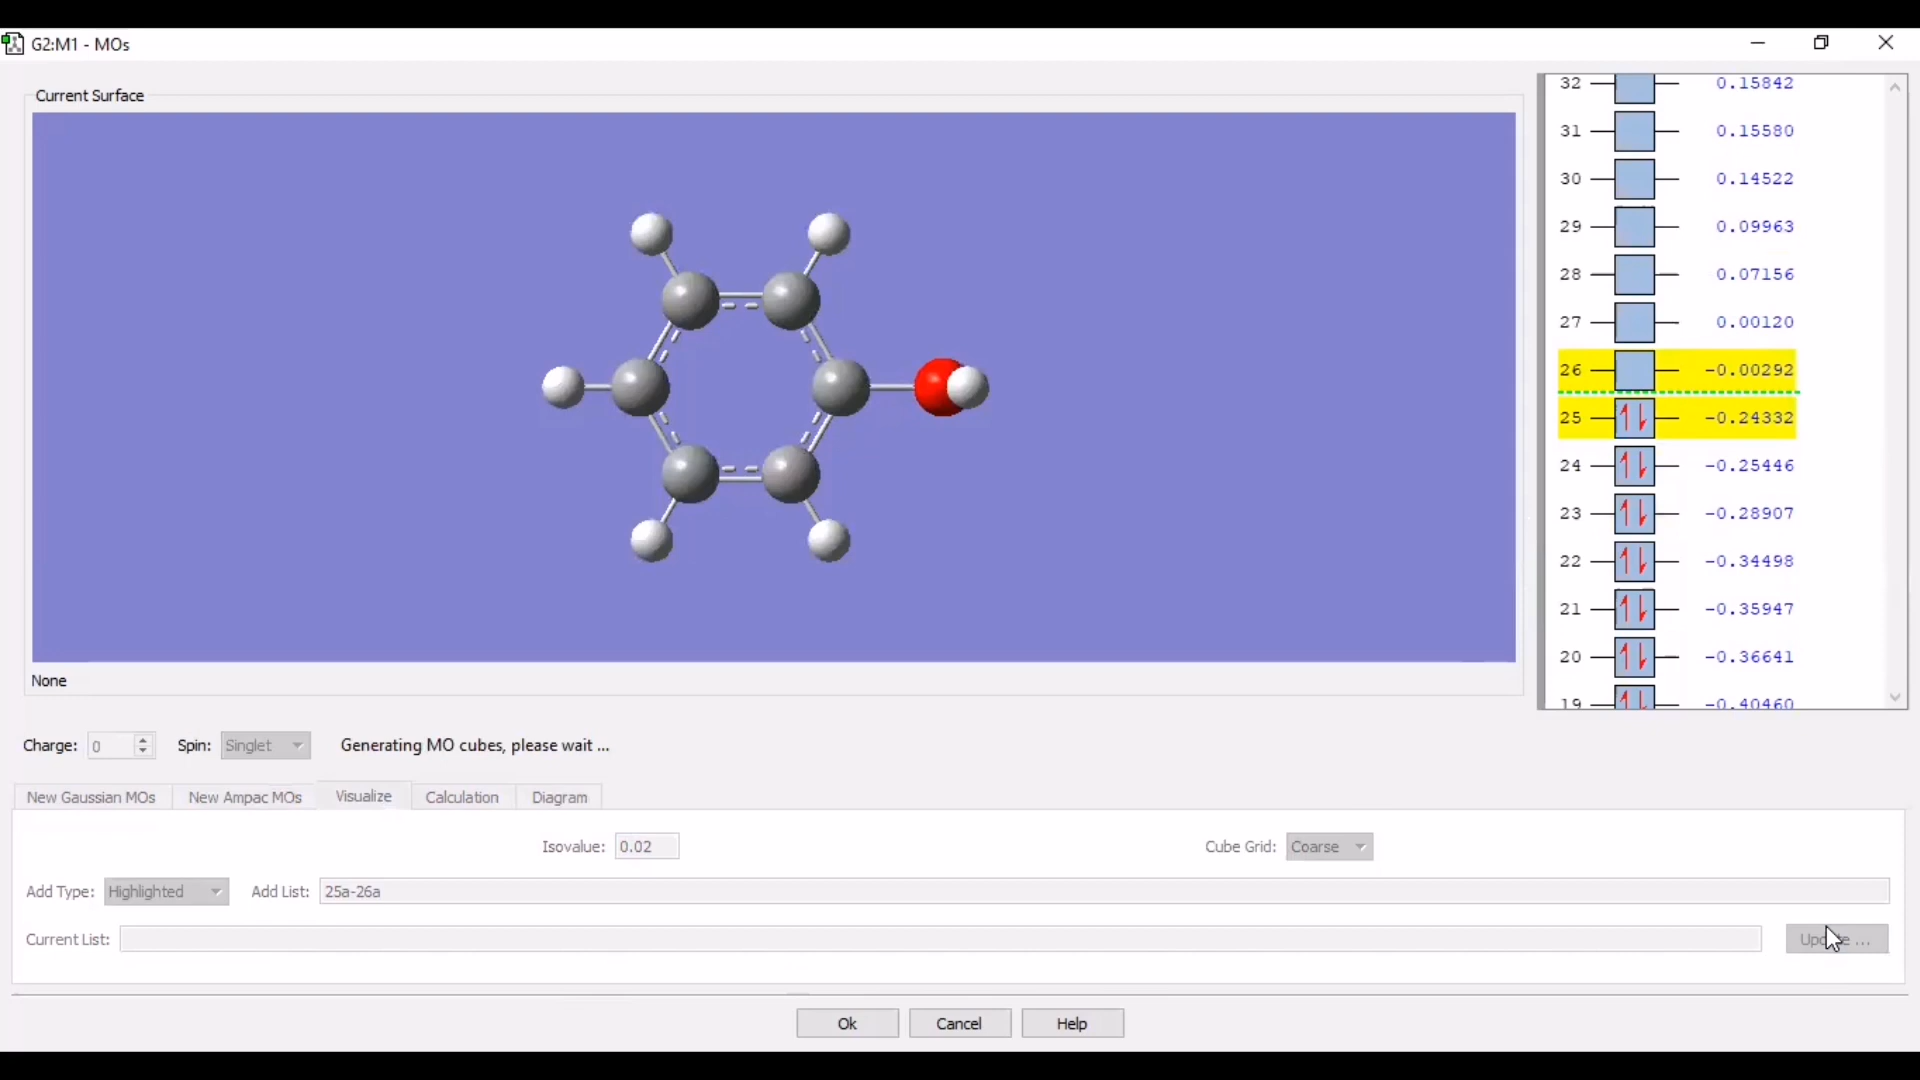 G2:M1 - MOs
Current Surface
32 0.15842
31 0.15580
30 0.14522
29 0.09963
28 0.07156
27 0.00120
26 -0.00292
25 -0.24332
24 -0.25446
23 -0.28907
22 -0.34498
21 -0.35947
20 -0.36641
19 -0.40460
None
Charge: 0 Spin: Singlet Generating MO cubes, please wait ...
New Gaussian MOs New Ampac MOs Visualize Calculation Diagram
Isovalue: 0.02 Cube Grid: Coarse
Add Type: Highlighted Add List: 25a-26a
Current List:
Ok Cancel Help